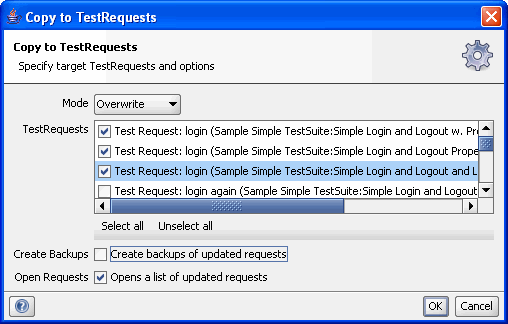 Copy to TestRequests
Copy to TestRequests
Specify target TestRequests and options
Mode Overwrite
TestRequests
Test Request: login (Sample Simple TestSuite:Simple Login and Logout w. Pro
Test Request: login (Sample Simple TestSuite:Simple Login and Logout Prope
Test Request: login (Sample Simple TestSuite:Simple Login and Logout and L
Test Request: login again (Sample Simple TestSuite:Simple Login and Logout
Select all Unselect all
Create Backups Create backups of updated requests
Open Requests Opens a list of updated requests
? OK Cancel